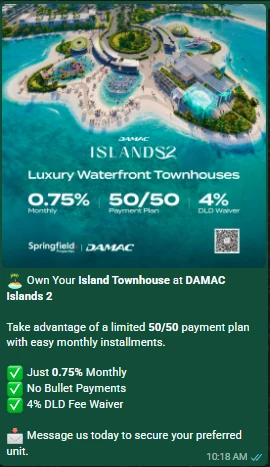 DAMAC
ISLANDS2
Luxury Waterfront Townhouses
0.75% 50/50 4%
Monthly Payment Plan DLD Waiver
Springfield DAMAC
Properties
🏝️ Own Your Island Townhouse at DAMAC
Islands 2
Take advantage of a limited 50/50 payment plan
with easy monthly installments.
✅ Just 0.75% Monthly
✅ No Bullet Payments
✅ 4% DLD Fee Waiver
📩 Message us today to secure your preferred
unit.
10:18 AM